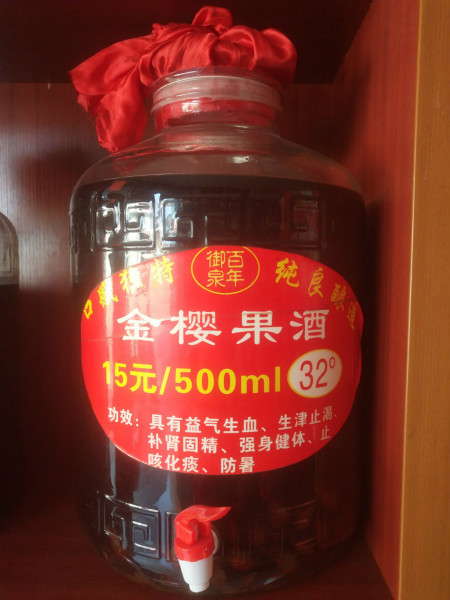 百年御泉
口感独特 纯良酿造
金樱果酒
15元/500ml 32°
功效：具有益气生血、生津止渴、
补肾固精、强身健体、止
咳化痰、防暑